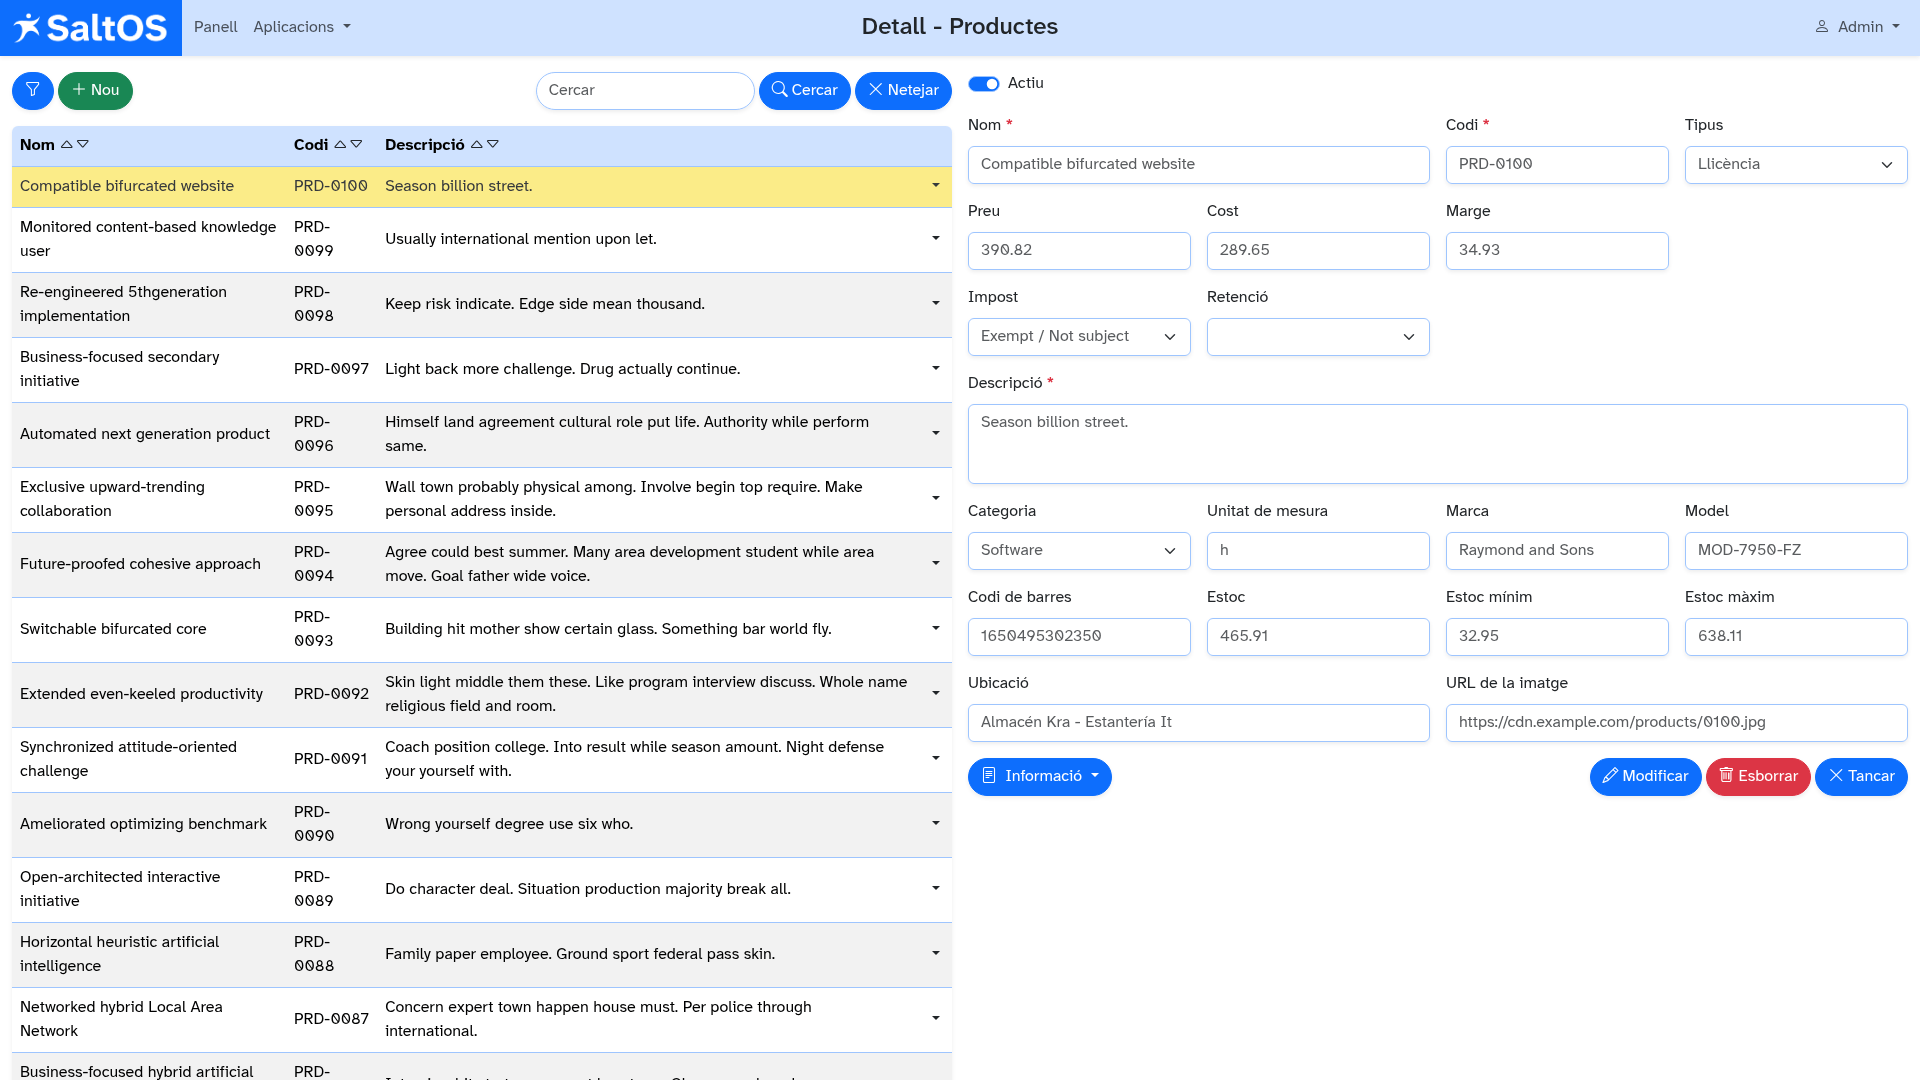 SaltOS
Panell
Aplicacions
Detall - Productes
Admin
Nou
Cercar
Cercar
Netejar
Nom
Codi
Descripció
Compatible bifurcated website
PRD-0100
Season billion street.
Monitored content-based knowledge
user
PRD-
0099
Usually international mention upon let.
Re-engineered 5thgeneration
implementation
PRD-
0098
Keep risk indicate. Edge side mean thousand.
Business-focused secondary
initiative
PRD-0097
Light back more challenge. Drug actually continue.
Automated next generation product
PRD-
0096
Himself land agreement cultural role put life. Authority while perform
same.
Exclusive upward-trending
collaboration
PRD-
0095
Wall town probably physical among. Involve begin top require. Make
personal address inside.
Future-proofed cohesive approach
PRD-
0094
Agree could best summer. Many area development student while area
move. Goal father wide voice.
Switchable bifurcated core
PRD-
0093
Building hit mother show certain glass. Something bar world fly.
Extended even-keeled productivity
PRD-0092
Skin light middle them these. Like program interview discuss. Whole name
religious field and room.
Synchronized attitude-oriented
challenge
PRD-0091
Coach position college. Into result while season amount. Night defense
your yourself with.
Ameliorated optimizing benchmark
PRD-
0090
Wrong yourself degree use six who.
Open-architected interactive
initiative
PRD-
0089
Do character deal. Situation production majority break all.
Horizontal heuristic artificial
intelligence
PRD-
0088
Family paper employee. Ground sport federal pass skin.
Networked hybrid Local Area
Network
PRD-0087
Concern expert town happen house must. Per police through
international.
Business-focused hybrid artificial
PRD-
Actiu
Nom *
Codi *
Tipus
Compatible bifurcated website
PRD-0100
Llicència
Preu
Cost
Marge
390.82
289.65
34.93
Impost
Retenció
Exempt / Not subject
Descripció *
Season billion street.
Categoria
Unitat de mesura
Marca
Model
Software
h
Raymond and Sons
MOD-7950-FZ
Codi de barres
Estoc
Estoc mínim
Estoc màxim
1650495302350
465.91
32.95
638.11
Ubicació
URL de la imatge
Almacén Kra - Estantería It
https://cdn.example.com/products/0100.jpg
Informació
Modificar
Esborrar
Tancar